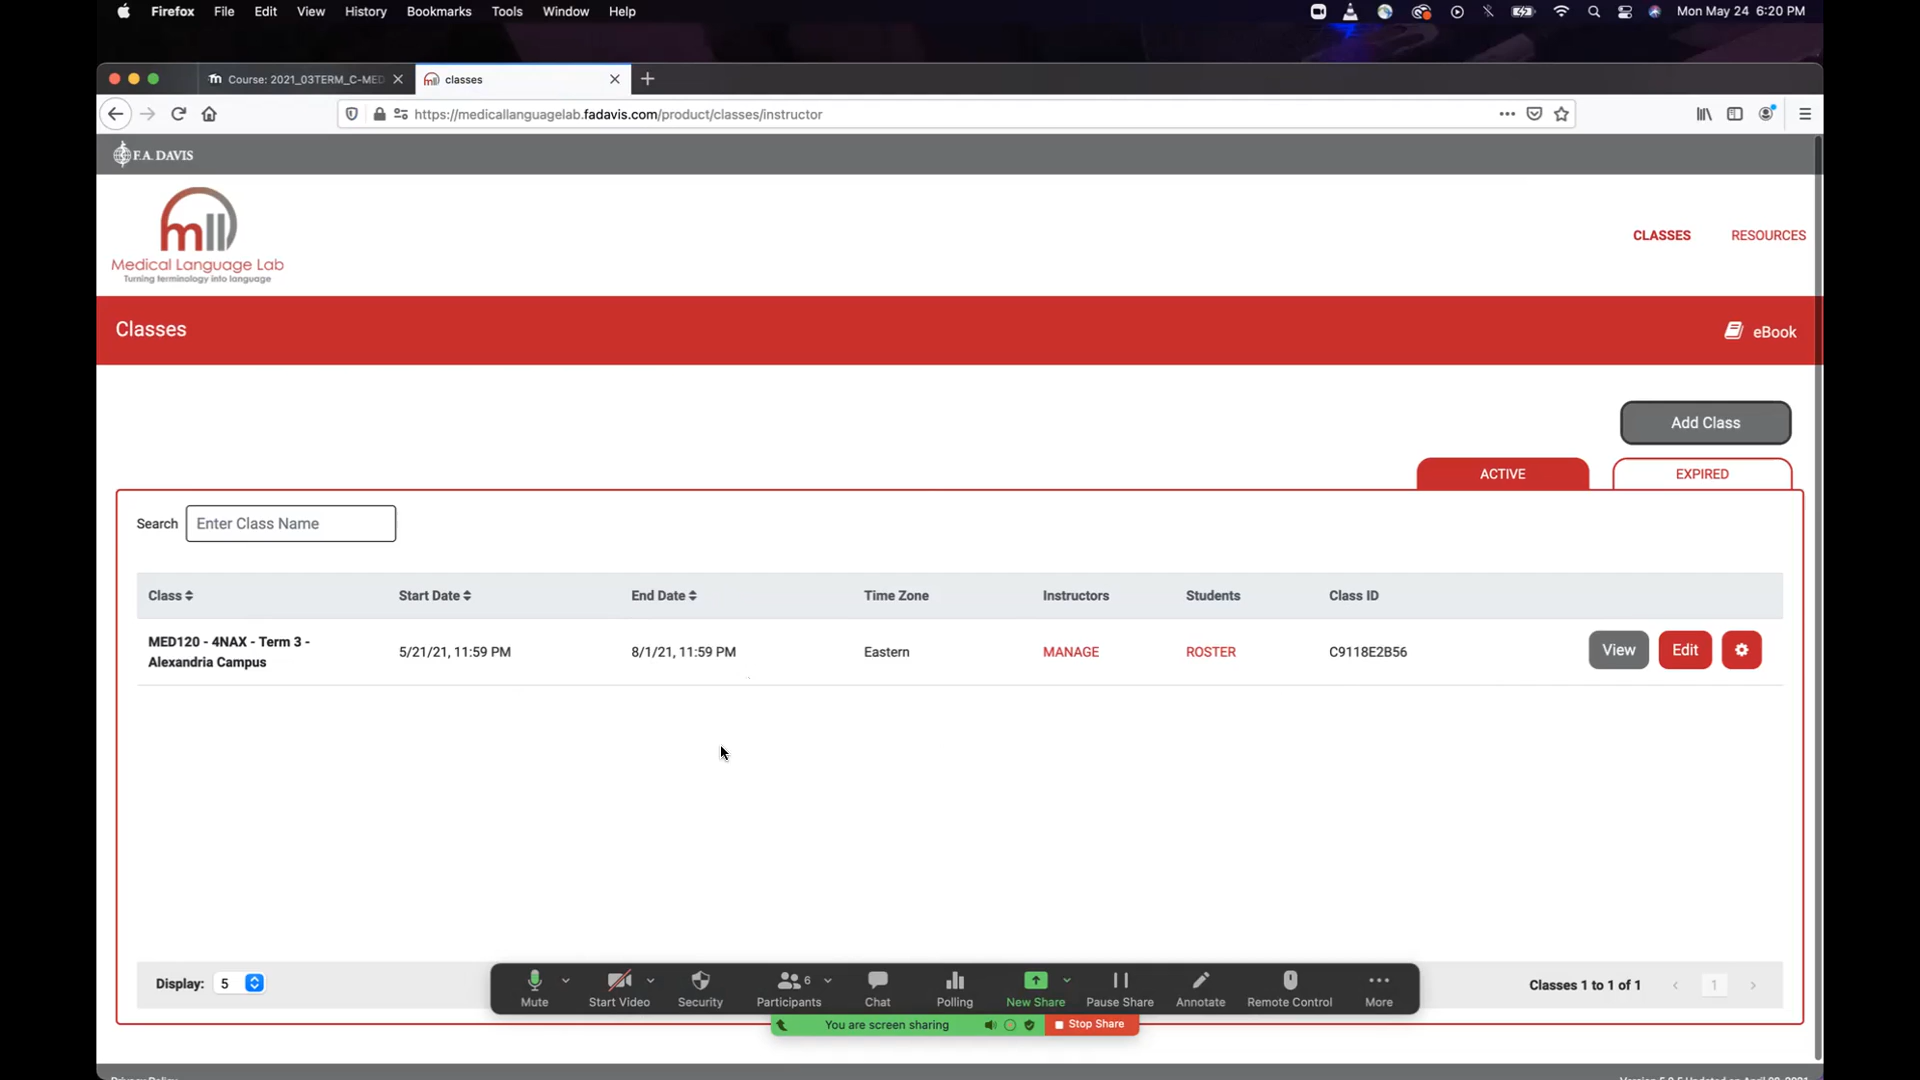 Firefox File Edit View History Bookmarks Tools Window Help Mon May 24 6:20 PM
Course: 2021_03TERM_C-MED classes
https://medicallanguagelab.fadavis.com/product/classes/instructor
F.A. DAVIS
mll
Medical Language Lab
Turning terminology into language
CLASSES RESOURCES
Classes eBook
Add Class
ACTIVE EXPIRED
Search Enter Class Name
Class Start Date End Date Time Zone Instructors Students Class ID
MED120 - 4NAX - Term 3 -
Alexandria Campus
5/21/21, 11:59 PM 8/1/21, 11:59 PM Eastern MANAGE ROSTER C9118E2B56 View Edit
Display: 5 Classes 1 to 1 of 1 1
6
Mute Start Video Security Participants Chat Polling New Share Pause Share Annotate Remote Control More
You are screen sharing Stop Share